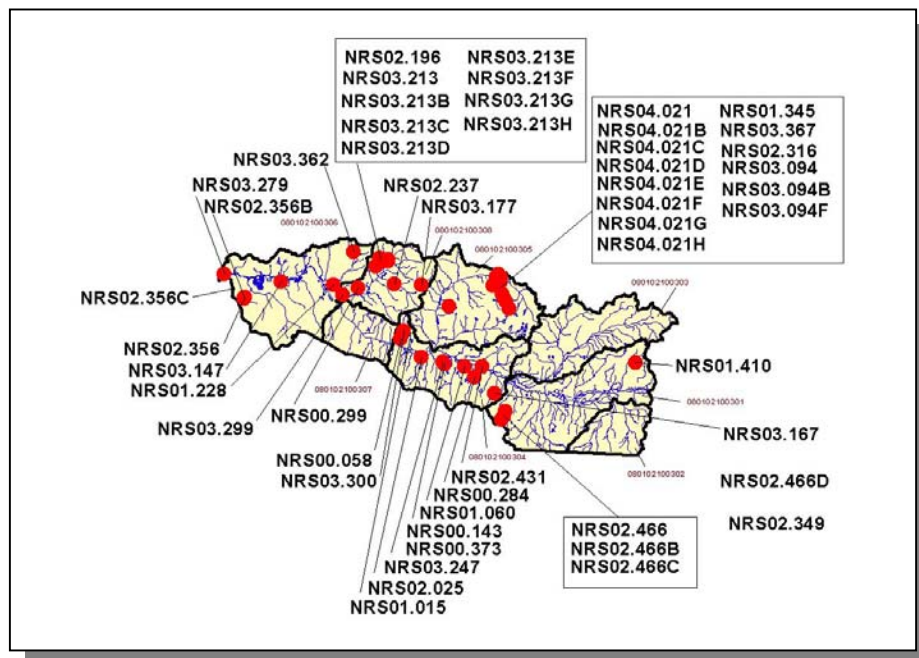 NRS02.196 NRS03.213E
NRS03.213 NRS03.213F
NRS03.213B NRS03.213G
NRS03.213C NRS03.213H
NRS03.213D
NRS04.021 NRS01.345
NRS04.021B NRS03.367
NRS04.021C NRS02.316
NRS04.021D NRS03.094
NRS04.021E NRS03.094B
NRS04.021F NRS03.094F
NRS04.021G
NRS04.021H
NRS03.362
NRS03.279
NRS02.356B
NRS02.237
NRS03.177
080102100306
080102100308
080102100305
080102100303
NRS02.356C
NRS02.356
NRS03.147
NRS01.228
NRS03.299
080102100307
NRS00.299
NRS01.410
080102100301
NRS03.167
NRS00.058
NRS03.300
080102100304
080102100302
NRS02.431
NRS00.284
NRS01.060
NRS00.143
NRS00.373
NRS03.247
NRS02.025
NRS01.015
NRS02.466
NRS02.466B
NRS02.466C
NRS02.466D
NRS02.349